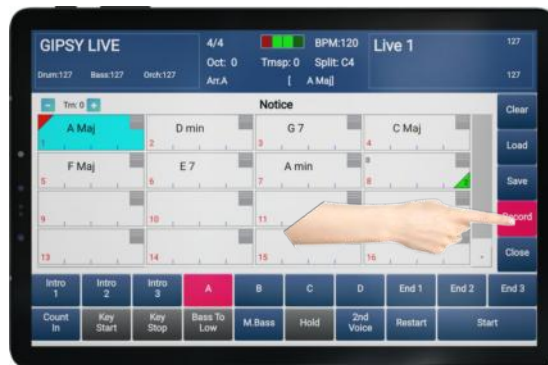 GIPSY LIVE
4/4
BPM:120
Live 1
127
Oct: 0
Tmsp: 0
Split: C4
Drum:127
Bass:127
Orch:127
Arr.A
[ A Maj]
127
- Trn: 0 +
Notice
Clear
A Maj
D min
G 7
C Maj
1
2
3
4
Load
F Maj
E 7
A min
5
6
7
8
Save
9
10
11
Record
13
14
15
16
Close
Intro 1
Intro 2
Intro 3
A
B
C
D
End 1
End 2
End 3
Count In
Key Start
Key Stop
Bass To Low
M.Bass
Hold
2nd Voice
Restart
Start